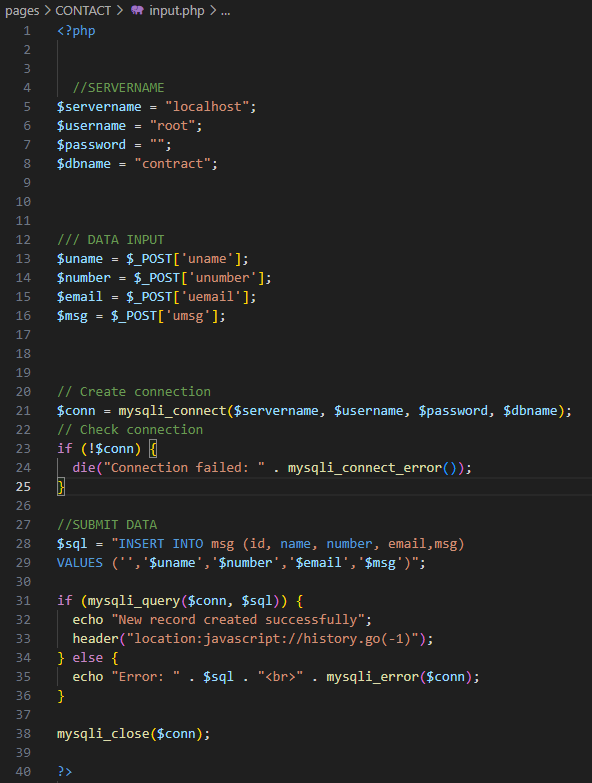 pages > CONTACT > input.php > ...
1 <?php
2
3
4 //SERVERNAME
5 $servername = "localhost";
6 $username = "root";
7 $password = "";
8 $dbname = "contract";
9
10
11
12 /// DATA INPUT
13 $uname = $_POST['uname'];
14 $number = $_POST['unumber'];
15 $email = $_POST['uemail'];
16 $msg = $_POST['umsg'];
17
18
19
20 // Create connection
21 $conn = mysqli_connect($servername, $username, $password, $dbname);
22 // Check connection
23 if (!$conn) {
24 die("Connection failed: " . mysqli_connect_error());
25 }
26
27 //SUBMIT DATA
28 $sql = "INSERT INTO msg (id, name, number, email,msg)
29 VALUES ('','$uname','$number','$email','$msg')";
30
31 if (mysqli_query($conn, $sql)) {
32 echo "New record created successfully";
33 header("location:javascript://history.go(-1)");
34 } else {
35 echo "Error: " . $sql . "<br>" . mysqli_error($conn);
36 }
37
38 mysqli_close($conn);
39
40 ?>